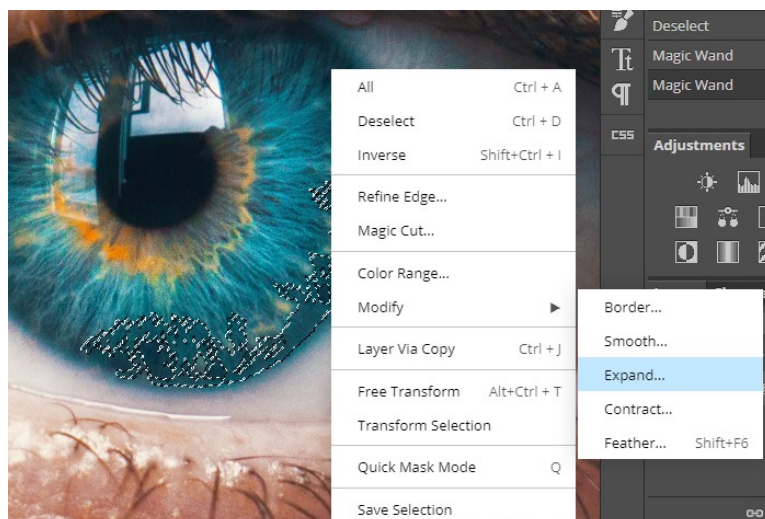 All Ctrl + A
Deselect Ctrl + D
Inverse Shift+Ctrl + I
Refine Edge...
Magic Cut...
Color Range...
Modify
Layer Via Copy Ctrl + J
Free Transform Alt+Ctrl + T
Transform Selection
Quick Mask Mode Q
Save Selection
Border...
Smooth...
Expand...
Contract...
Feather... Shift+F6
Tt
¶
CSS
Deselect
Magic Wand
Magic Wand
Adjustments